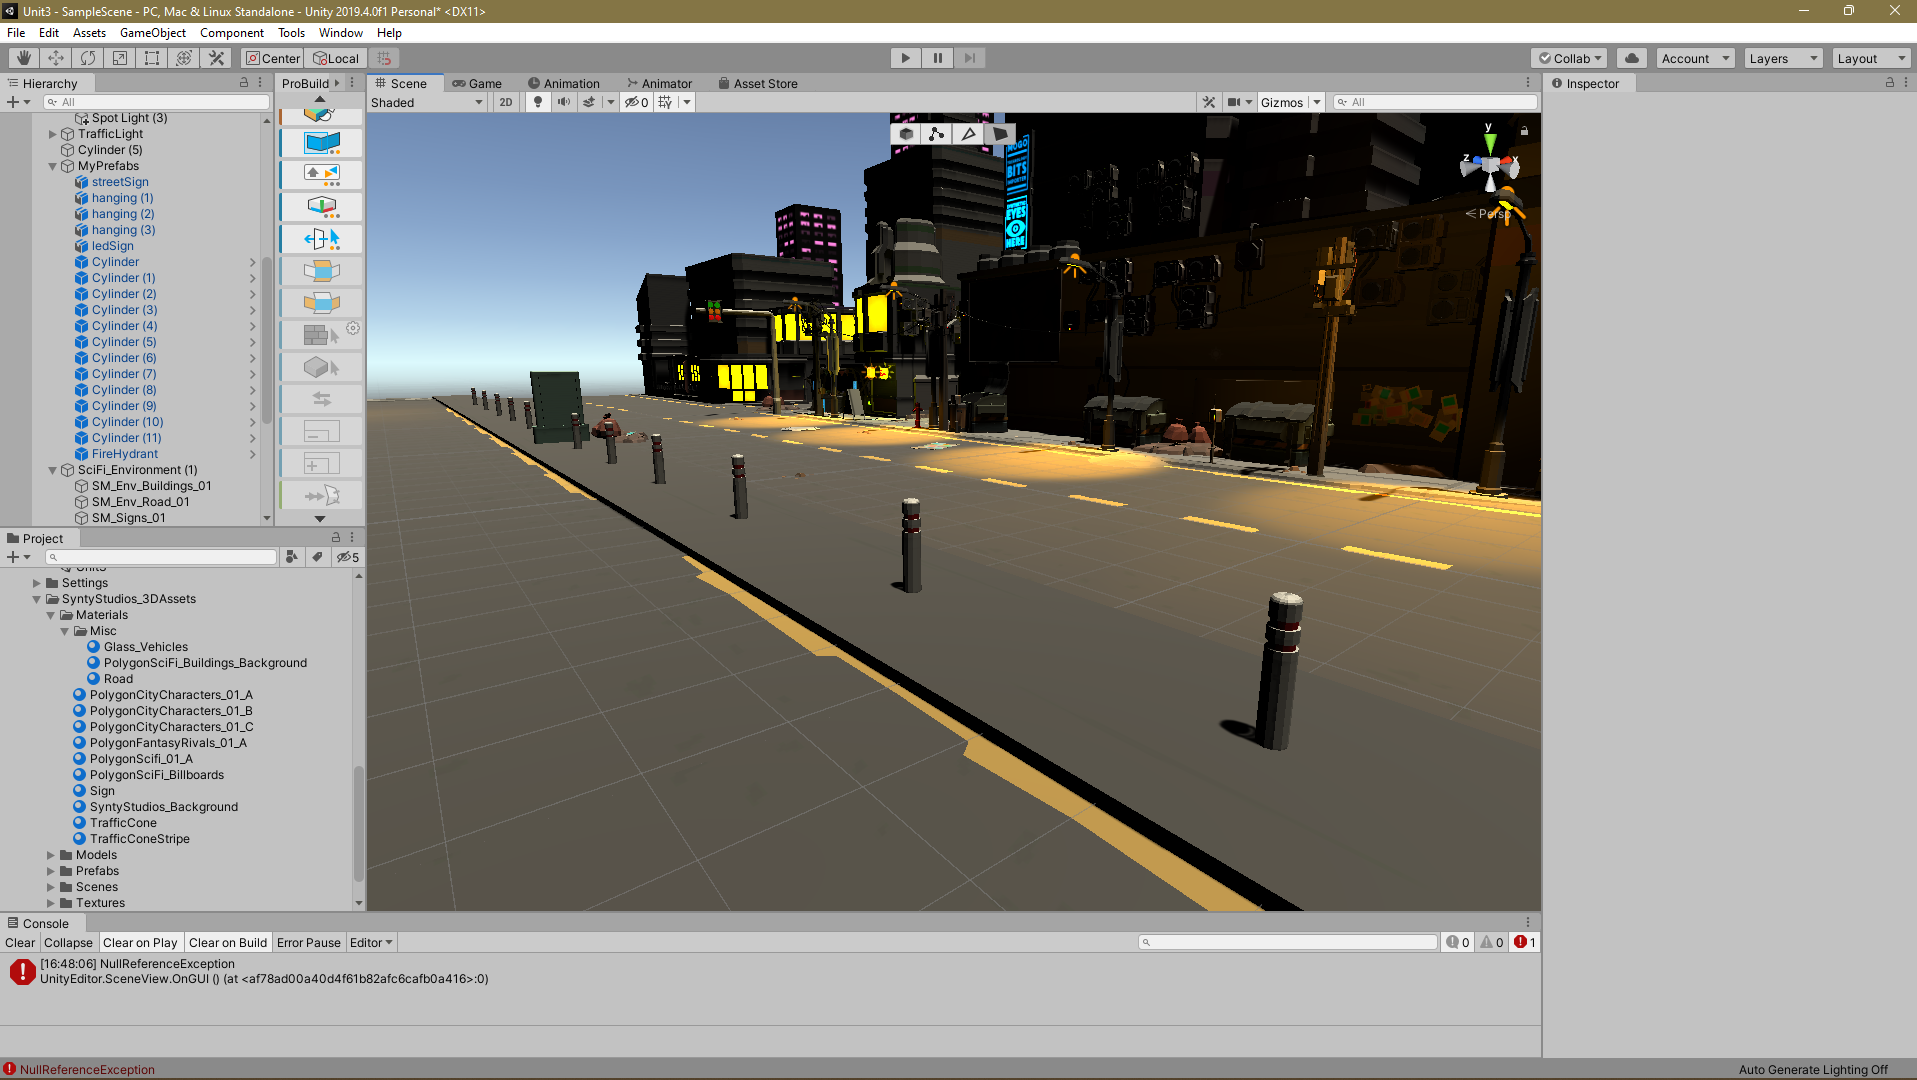 Unit3 - SampleScene - PC, Mac & Linux Standalone - Unity 2019.4.0f1 Personal* <DX11>
File Edit Assets GameObject Component Tools Window Help
Center Local Collab Account Layers Layout
Hierarchy ProBuild Scene Game Animation Animator Asset Store Inspector
All Shaded 2D 0 Gizmos All
Spot Light (3)
TrafficLight
Cylinder (5)
MyPrefabs
streetSign
hanging (1)
hanging (2)
hanging (3)
ledSign
Cylinder
Cylinder (1)
Cylinder (2)
Cylinder (3)
Cylinder (4)
Cylinder (5)
Cylinder (6)
Cylinder (7)
Cylinder (8)
Cylinder (9)
Cylinder (10)
Cylinder (11)
FireHydrant
SciFi_Environment (1)
SM_Env_Buildings_01
SM_Env_Road_01
SM_Signs_01
MOGO
BITS
EYES
HERE
y
z x
Persp
Project
5
Unit3
Settings
SyntyStudios_3DAssets
Materials
Misc
Glass_Vehicles
PolygonSciFi_Buildings_Background
Road
PolygonCityCharacters_01_A
PolygonCityCharacters_01_B
PolygonCityCharacters_01_C
PolygonFantasyRivals_01_A
PolygonScifi_01_A
PolygonSciFi_Billboards
Sign
SyntyStudios_Background
TrafficCone
TrafficConeStripe
Models
Prefabs
Scenes
Textures
Console
Clear Collapse Clear on Play Clear on Build Error Pause Editor 0 0 1
[16:48:06] NullReferenceException
UnityEditor.SceneView.OnGUI () (at <af78ad00a40d4f61b82afc6cafb0a416>:0)
NullReferenceException Auto Generate Lighting Off